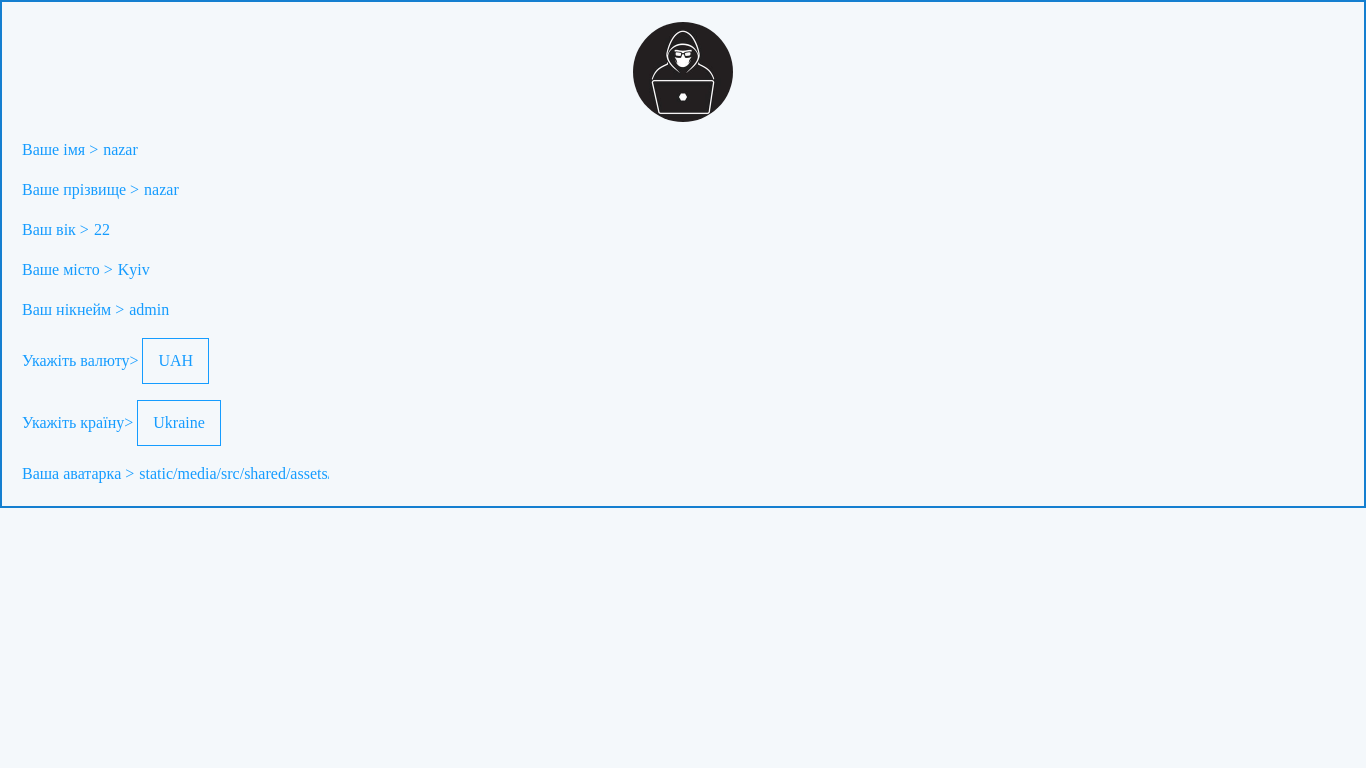 Ваше імя > nazar
Ваше прізвище > nazar
Ваш вік > 22
Ваше місто > Kyiv
Ваш нікнейм > admin
Укажіть валюту> UAH
Укажіть країну> Ukraine
Ваша аватарка > static/media/src/shared/assets/